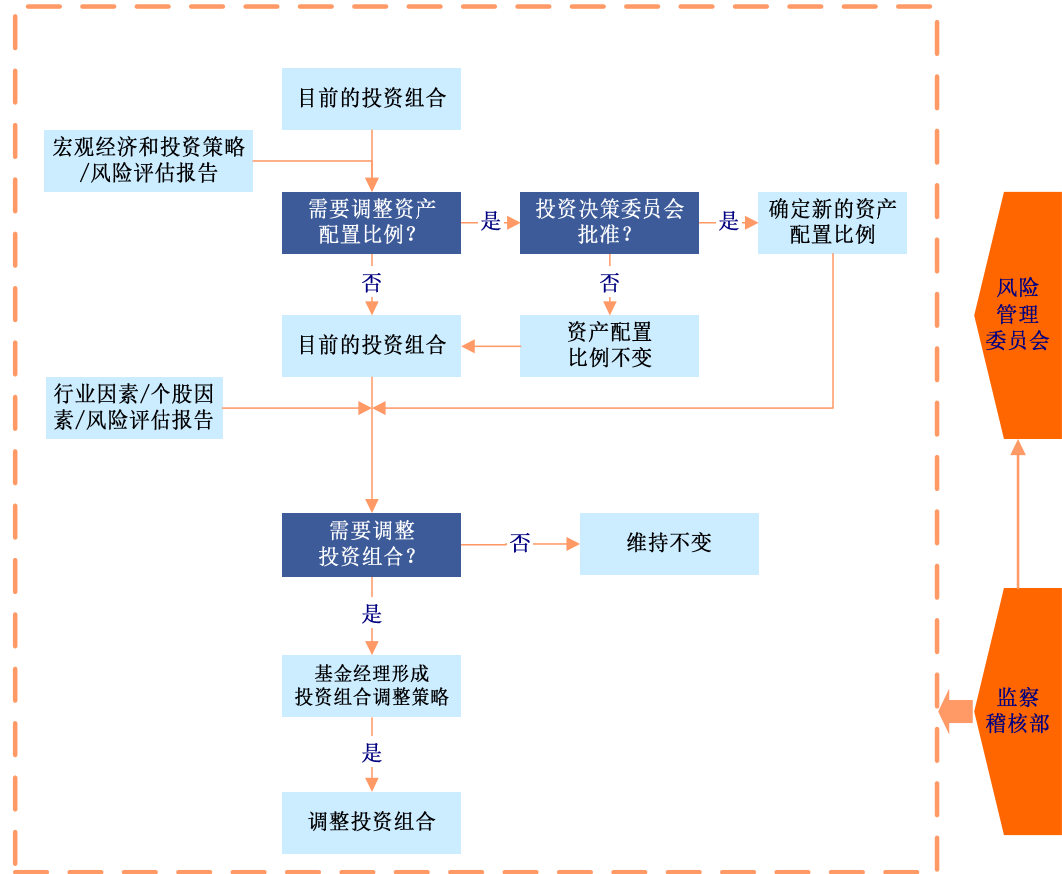 目前的投资组合
宏观经济和投资策略
/风险评估报告
需要调整资产
配置比例?
是
投资决策委员会
批准?
是
确定新的资产
配置比例
否
否
目前的投资组合
资产配置
比例不变
行业因素/个股因
素/风险评估报告
需要调整
投资组合?
否
维持不变
是
基金经理形成
投资组合调整策略
是
调整投资组合
风险
管理
委员会
监察
稽核部